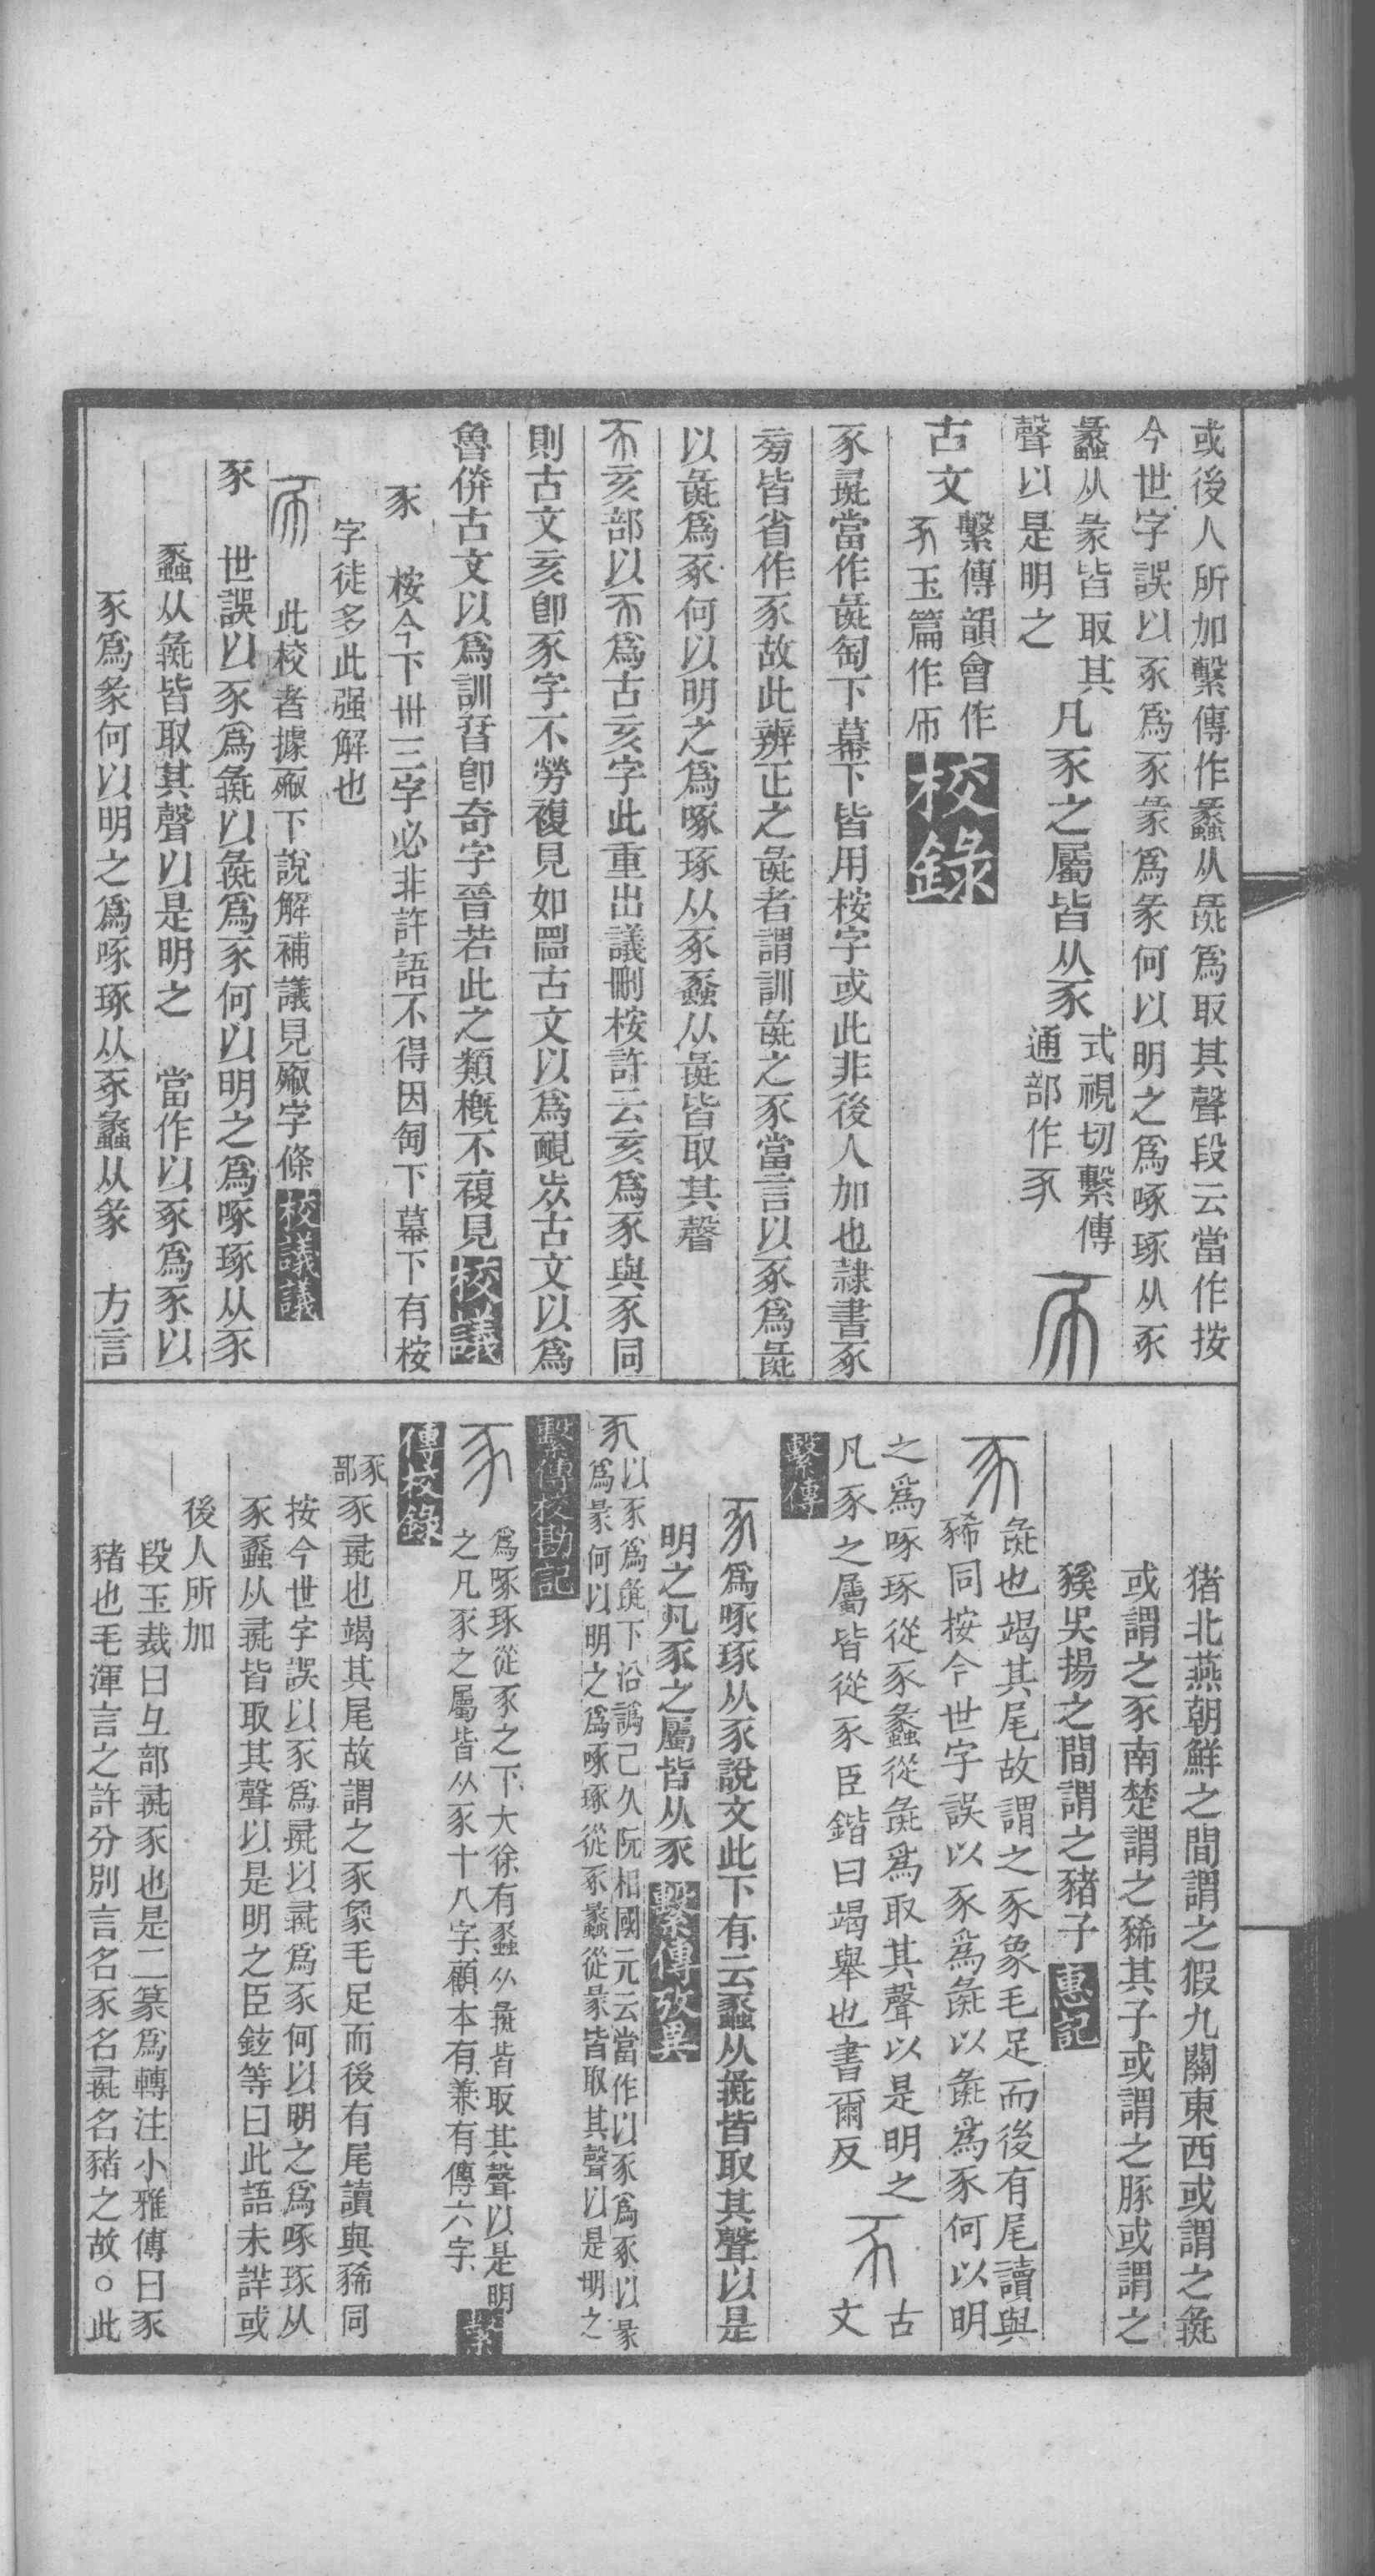 或後人所加繫傳作蠡从彘爲取其聲段云當作按
今世字誤以豕爲豕彖爲彖何以明之爲啄琢从豕
蠡从彖皆取其
聲以是明之
凡豕之屬皆从豕
式視切繫傳
通部作豕
古文
繫傳韻會作
玉篇作
校錄
豕彘當作彘匋下幕下皆用桉字或此非後人加也隷書豕
㫄皆省作豕故此辨正之彘者謂訓彘之豕當言以豕爲彘
以彘爲豕何以明之爲啄琢从豕蟸从彘皆取其聲
亥部以爲古亥字此重出議刪桉許云亥爲豕與豕同
則古文亥卽豕字不勞複見如㗊古文以爲䫉古文以爲
魯倂古文以爲訓㬜卽奇字晉若此之類槪不複見校議
豕 桉今下卅三字必非許語不得因匋下幕下有桉
字徒多此强解也
此校者據下說解補議見字條校議議
豕 世誤以豕爲彘以彘爲豕何以明之爲啄琢从豕
蟸从彘皆取其聲以是明之 當作以豕爲豕以
彖爲彖何以明之爲啄琢从豕蠡从彖 方言
猪北燕朝鮮之間謂之豭九關東西或謂之彘
或謂之豕南楚謂之豨其子或謂之豚或謂之
豯吳揚之間謂之豬子惠記
彘也竭其尾故謂之豕象毛足而後有尾讀與
豨同按今世字誤以豕爲彘以彘爲豕何以明
之爲啄琢從豕蠡從彘爲取其聲以是明之 古文
凡豕之屬皆從豕臣鍇曰竭舉也書爾反
繫傳
爲啄琢从豕說文此下有云蟸从彘皆取其聲以是
明之凡豕之屬皆从豕繫傳攷異
以豕爲彘下沿譌已久阮相國元云當作以豕爲豕以彖
爲彖何以明之爲啄琢從豕蠡從彖皆取其聲以是明之
繫傳校勘記
爲啄琢從豕之下大徐有蟸从彘皆取其聲以是明
之凡豕之屬皆从豕十八字顧本有兼有傳六字
繫傳校錄
豕部
豕彘也竭其尾故謂之豕象毛足而後有尾讀與豨同
按今世字誤以豕爲彘以彘爲豕何以明之爲啄琢从
豕蟸从彘皆取其聲以是明之臣鉉等曰此語未詳或
後人所加
段玉裁曰彑部彘豕也是二篆爲轉注小雅傳曰豕
豬也毛渾言之許分別言名豕名彘名豬之故○此